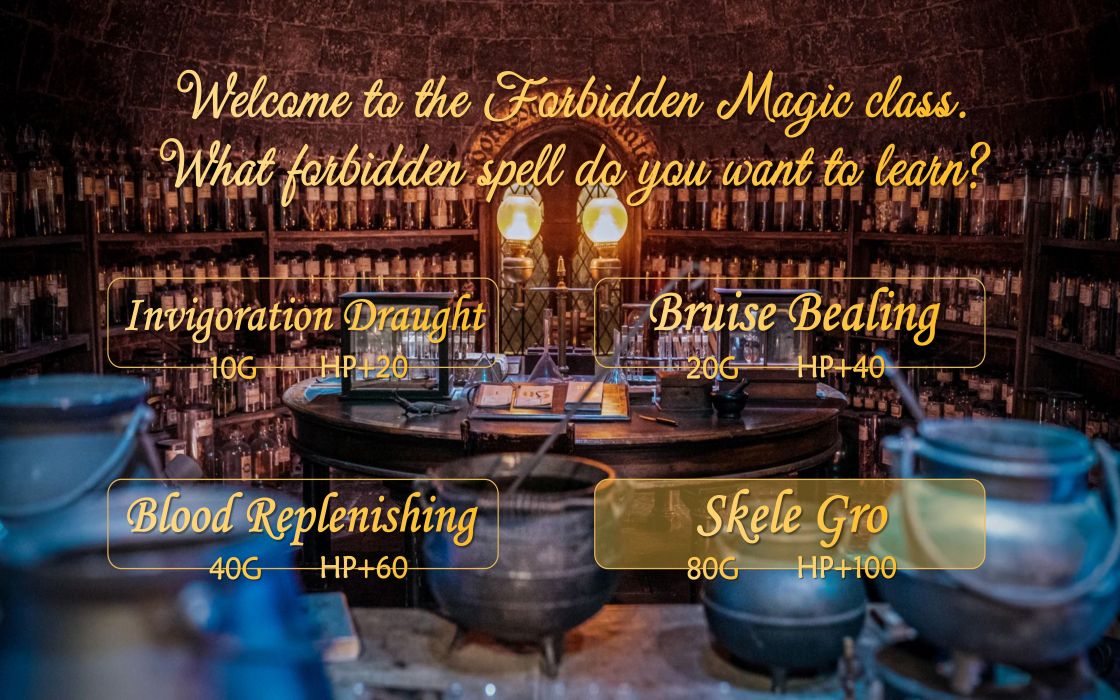 Welcome to the Forbidden Magic class.
What forbidden spell do you want to learn?
Invigoration Draught
10G HP+20
Bruise Bealing
20G HP+40
Blood Replenishing
40G HP+60
Skele Gro
80G HP+100